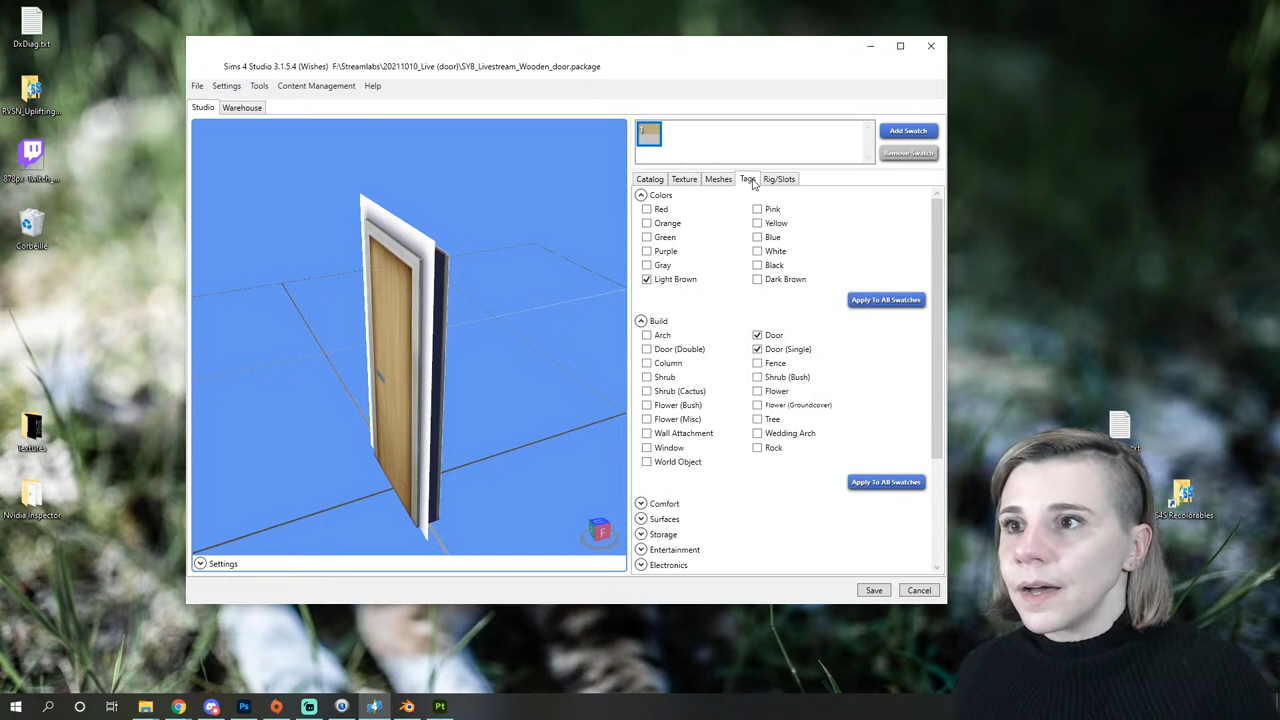 DxDiag.txt
RVSN_Uplifting...
878px - Twitch_...
Corbeille
Textures
Nvidia Inspector
S4S Recolorables
Sims 4 Studio 3.1.5.4 (Wishes) F:\Streamlabs\20211010_Live (door)\SYB_Livestream_Wooden_door.package
File Settings Tools Content Management Help
Studio Warehouse
Add Swatch
Remove Swatch
Catalog Texture Meshes Tags Rig/Slots
Colors
Red Pink
Orange Yellow
Green Blue
Purple White
Gray Black
Light Brown Dark Brown
Apply To All Swatches
Build
Arch Door
Door (Double) Door (Single)
Column Fence
Shrub Shrub (Bush)
Shrub (Cactus) Flower
Flower (Bush) Flower (Groundcover)
Flower (Misc) Tree
Wall Attachment Wedding Arch
Window Rock
World Object
Apply To All Swatches
Comfort
Surfaces
Storage
Entertainment
Electronics
Settings
Save Cancel